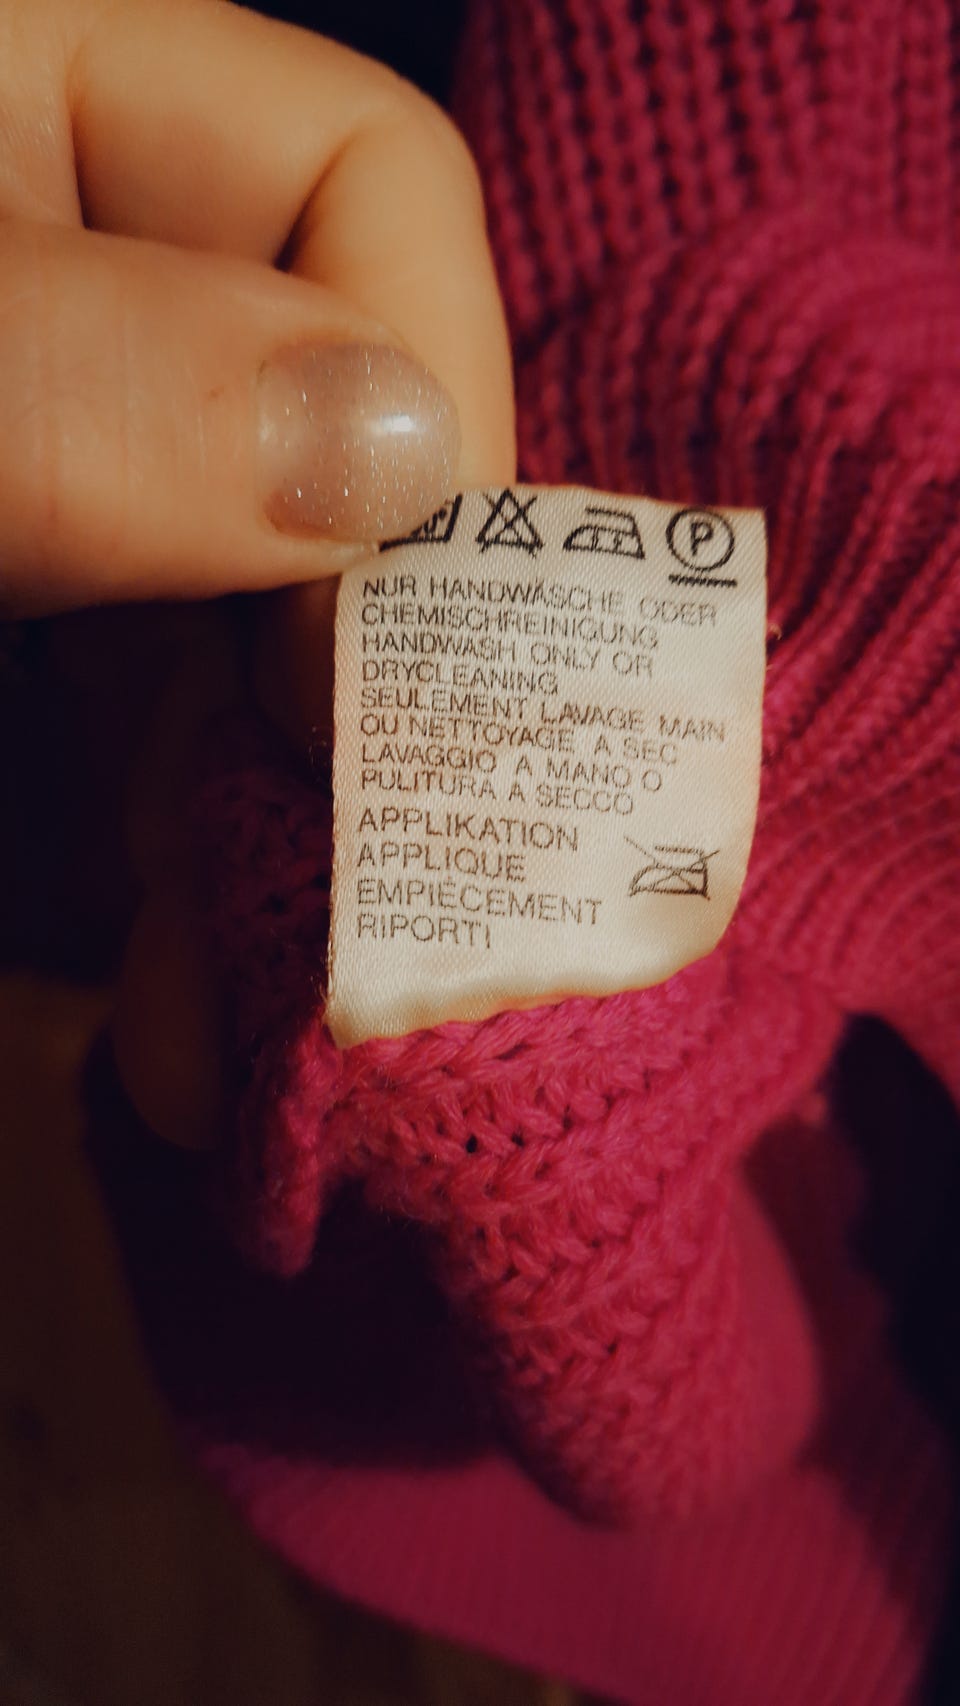 P
NUR HANDWÄSCHE ODER
CHEMISCHREINIGUNG
HANDWASH ONLY OR
DRYCLEANING
SEULEMENT LAVAGE MAIN
OU NETTOYAGE A SEC
LAVAGGIO A MANO O
PULITURA A SECCO
APPLIKATION
APPLIQUE
EMPIÈCEMENT
RIPORTI